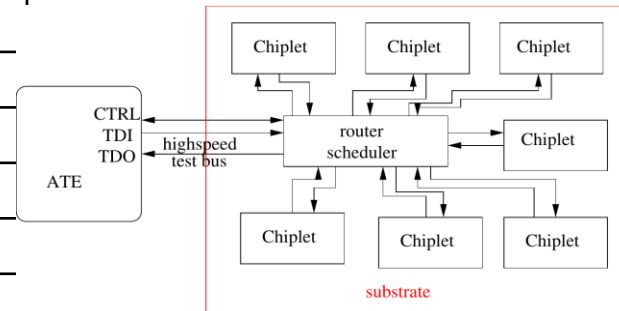 Chiplet
Chiplet
Chiplet
CTRL
TDI
TDO
ATE
highspeed
test bus
router
scheduler
Chiplet
Chiplet
Chiplet
Chiplet
substrate